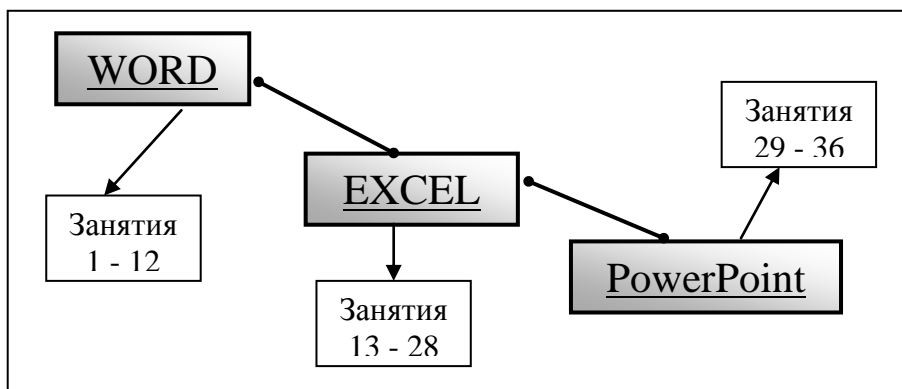 WORD
Занятия
1 - 12
EXCEL
Занятия
13 - 28
PowerPoint
Занятия
29 - 36